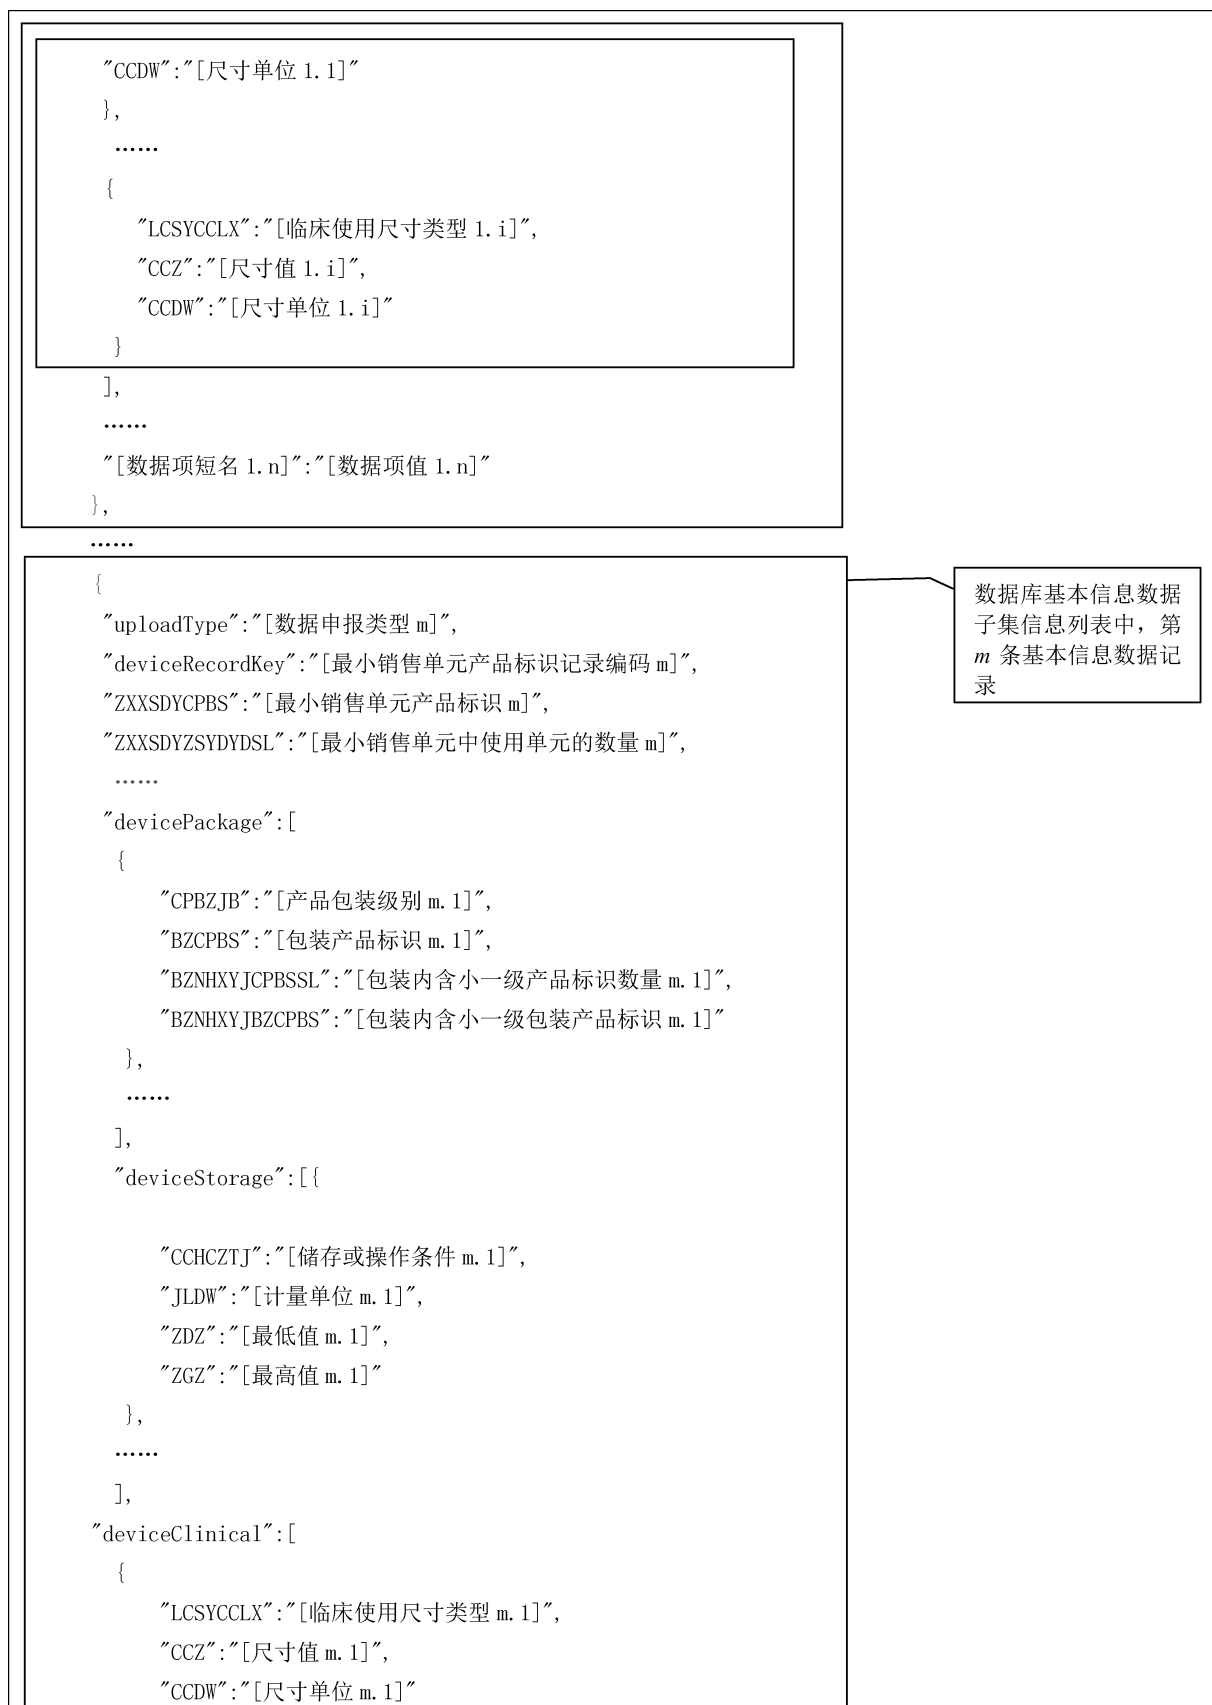 "CCDW":"[尺寸单位 1.1]"
},
……
{
"LCSYCCLX":"[临床使用尺寸类型 1.i]",
"CCZ":"[尺寸值 1.i]",
"CCDW":"[尺寸单位 1.i]"
}
],
……
"[数据项短名 1.n]":"[数据项值 1.n]"
},
……
{
"uploadType":"[数据申报类型 m]",
"deviceRecordKey":"[最小销售单元产品标识记录编码 m]",
"ZXXSDYCPBS":"[最小销售单元产品标识 m]",
"ZXXSDYZSYDYDSL":"[最小销售单元中使用单元的数量 m]",
……
"devicePackage":[
{
"CPBZJB":"[产品包装级别 m.1]",
"BZCPBS":"[包装产品标识 m.1]",
"BZNHXYJCPBSSL":"[包装内含小一级产品标识数量 m.1]",
"BZNHXYJBZCPBS":"[包装内含小一级包装产品标识 m.1]"
},
……
],
"deviceStorage":[{
"CCHCZTJ":"[储存或操作条件 m.1]",
"JLDW":"[计量单位 m.1]",
"ZDZ":"[最低值 m.1]",
"ZGZ":"[最高值 m.1]"
},
……
],
"deviceClinical":[
{
"LCSYCCLX":"[临床使用尺寸类型 m.1]",
"CCZ":"[尺寸值 m.1]",
"CCDW":"[尺寸单位 m.1]"
数据库基本信息数据
子集信息列表中，第
m 条基本信息数据记
录